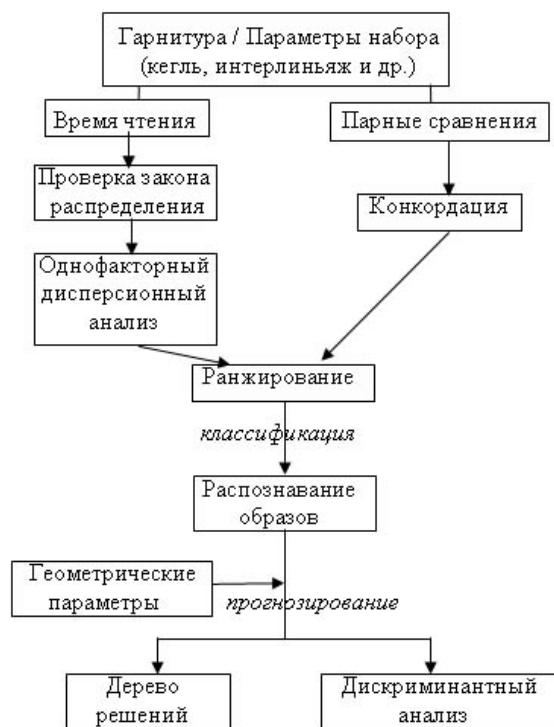 Гарнитура / Параметры набора
(кегль, интерлиньяж и др.)
Время чтения
Парные сравнения
Проверка закона
распределения
Конкордация
Однофакторный
дисперсионный
анализ
Ранжирование
классификация
Распознавание
образов
Геометрические
параметры
прогнозирование
Дерево
решений
Дискриминантный
анализ